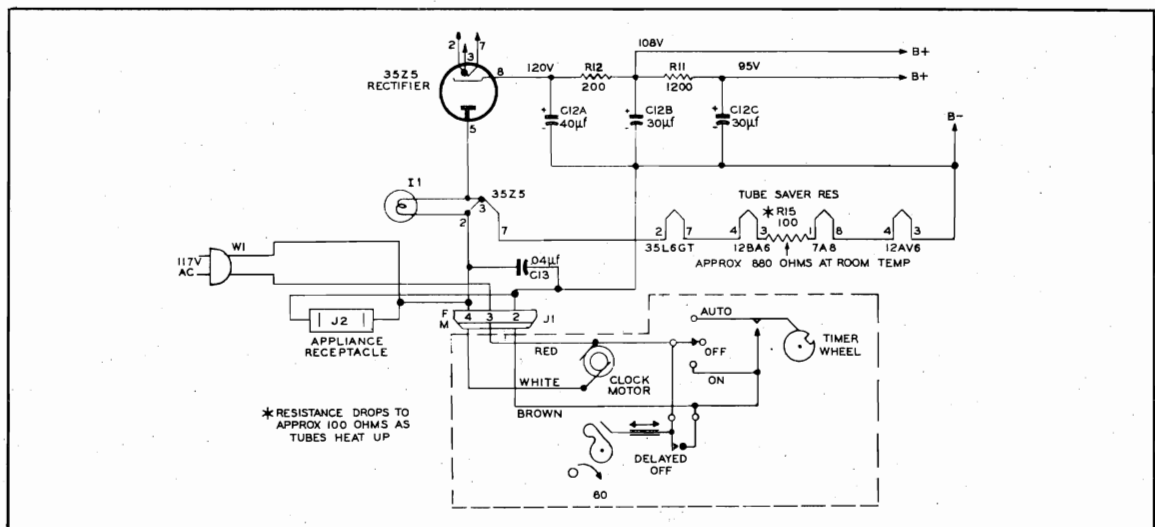 2 3 7
35Z5
RECTIFIER
8
5
120V
R12
200
108V
R11
1200
95V
B+
B+
+
-
C12A
40µf
+
-
C12B
30µf
+
-
C12C
30µf
B-
I1
35Z5
3
2
7
TUBE SAVER RES
* R15
100
2 7
35L6GT
4 3
12BA6
1 8
7A8
4 3
12AV6
APPROX 880 OHMS AT ROOM TEMP
W1
117V
AC
.04µf
C13
J2
APPLIANCE
RECEPTACLE
F
M
4 3 2
J1
RED
WHITE
BROWN
CLOCK
MOTOR
AUTO
OFF
ON
TIMER
WHEEL
DELAYED
OFF
60
* RESISTANCE DROPS TO
APPROX 100 OHMS AS
TUBES HEAT UP